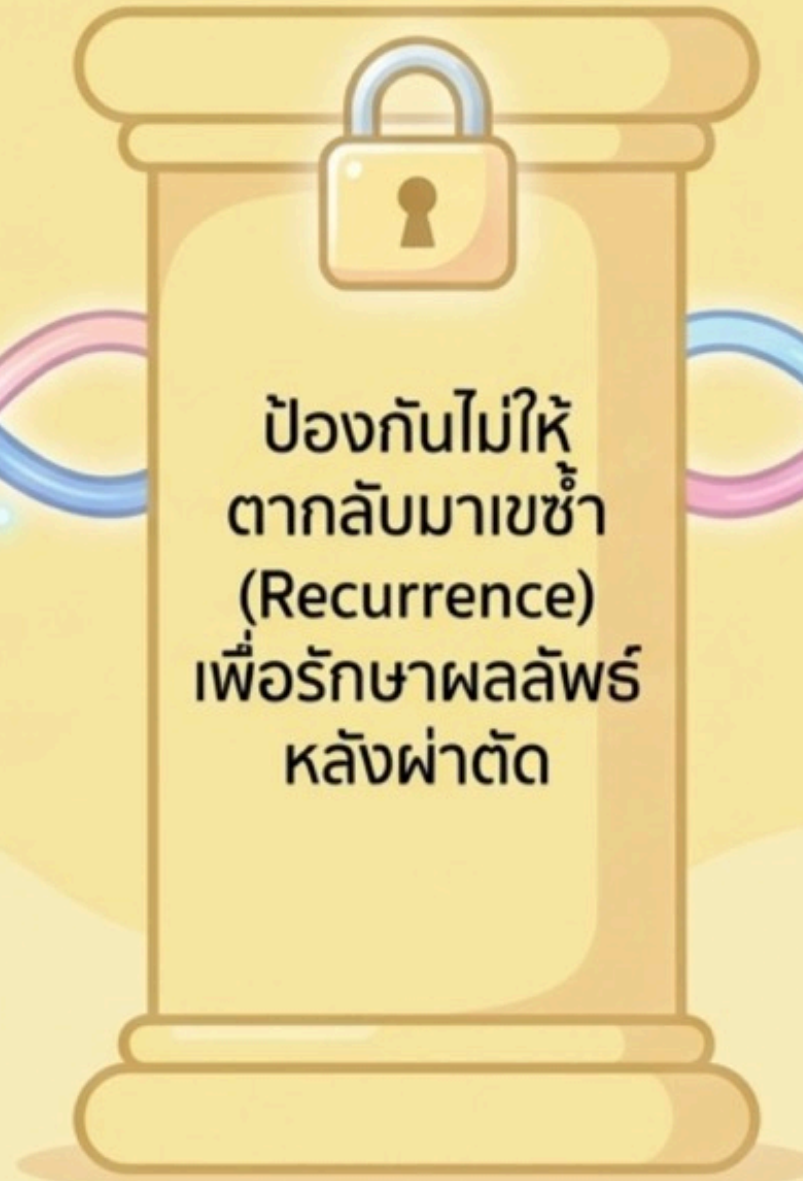 ป้องกันไม่ให้
ตากลับมาเขซ้ำ
(Recurrence)
เพื่อรักษาผลลัพธ์
หลังผ่าตัด